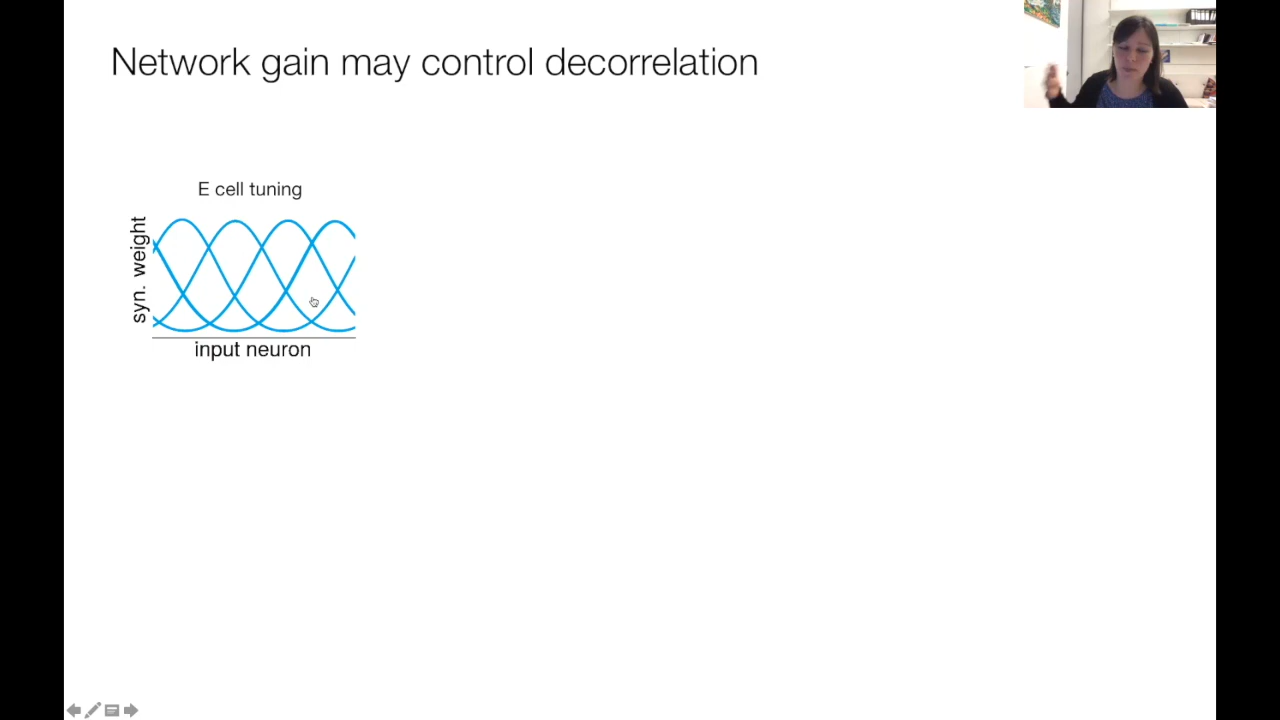 Network gain may control decorrelation
E cell tuning
syn. weight
input neuron